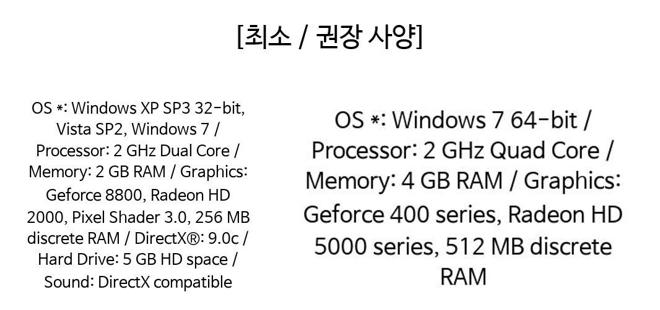 [최소 / 권장 사양]
OS *: Windows XP SP3 32-bit,
Vista SP2, Windows 7 /
Processor: 2 GHz Dual Core /
Memory: 2 GB RAM / Graphics:
Geforce 8800, Radeon HD
2000, Pixel Shader 3.0, 256 MB
discrete RAM / DirectX®: 9.0c /
Hard Drive: 5 GB HD space /
Sound: DirectX compatible
OS *: Windows 7 64-bit /
Processor: 2 GHz Quad Core /
Memory: 4 GB RAM / Graphics:
Geforce 400 series, Radeon HD
5000 series, 512 MB discrete
RAM